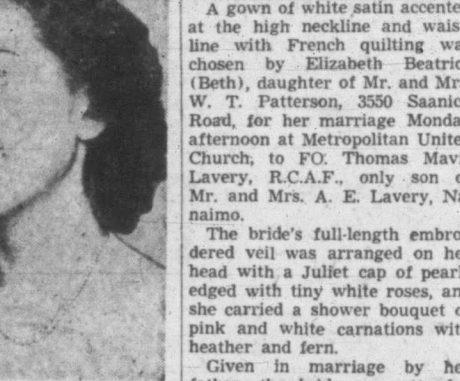 A gown of white satin accente
at the high neckline and wais
line with French quilting wa
chosen by Elizabeth Beatric
(Beth), daughter of Mr. and Mr
W. T. Patterson, 3550 Saanic
Road, for her marriage Monda
afternoon at Metropolitan Unite
Church, to FO. Thomas Mavi
Lavery, R.C.A.F., only son o
Mr. and Mrs. A. E. Lavery, Na
naimo.
The bride's full-length embro
dered veil was arranged on he
head with a Juliet cap of pearl
edged with tiny white roses, an
she carried a shower bouquet o
pink and white carnations wit
heather and fern.
Given in marriage by he